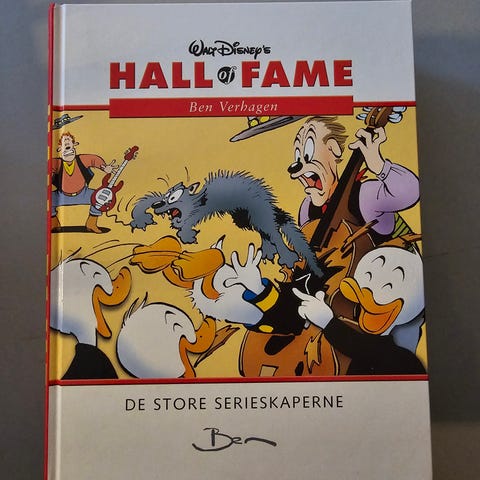 Walt Disney's
HALL of FAME
Ben Verhagen
DE STORE SERIESKAPERNE
Ben